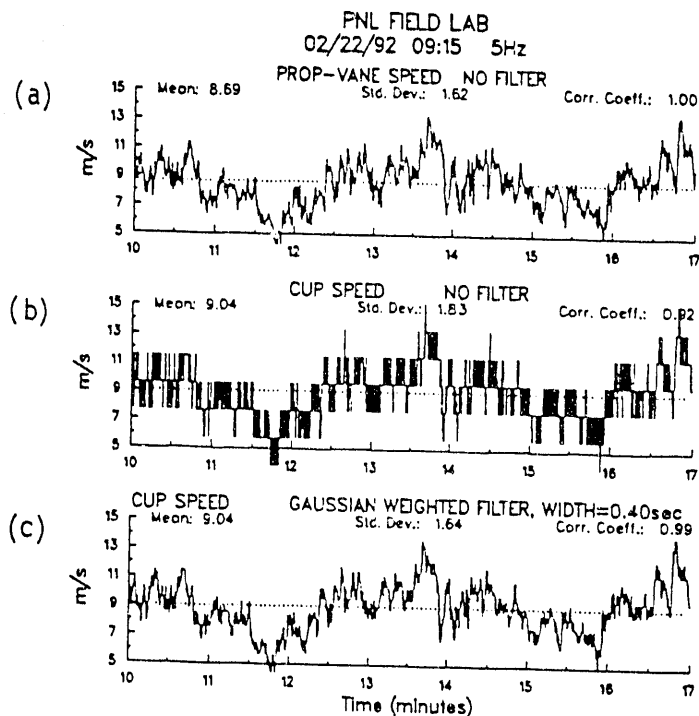 PNL FIELD LAB
02/22/92 09:15 5Hz
(a)
PROP-VANE SPEED NO FILTER
Mean: 8.69 Std. Dev.: 1.62 Corr. Coeff.: 1.00
m/s
15
13
11
9
7
5
10 11 12 13 14 15 16 17
(b)
CUP SPEED NO FILTER
Mean: 9.04 Std. Dev.: 1.83 Corr. Coeff.: 0.92
m/s
15
13
11
9
7
5
10 11 12 13 14 15 16 17
(c)
CUP SPEED GAUSSIAN WEIGHTED FILTER, WIDTH=0.40sec
Mean: 9.04 Std. Dev.: 1.64 Corr. Coeff.: 0.99
m/s
15
13
11
9
7
5
10 11 12 13 14 15 16 17
Time (minutes)